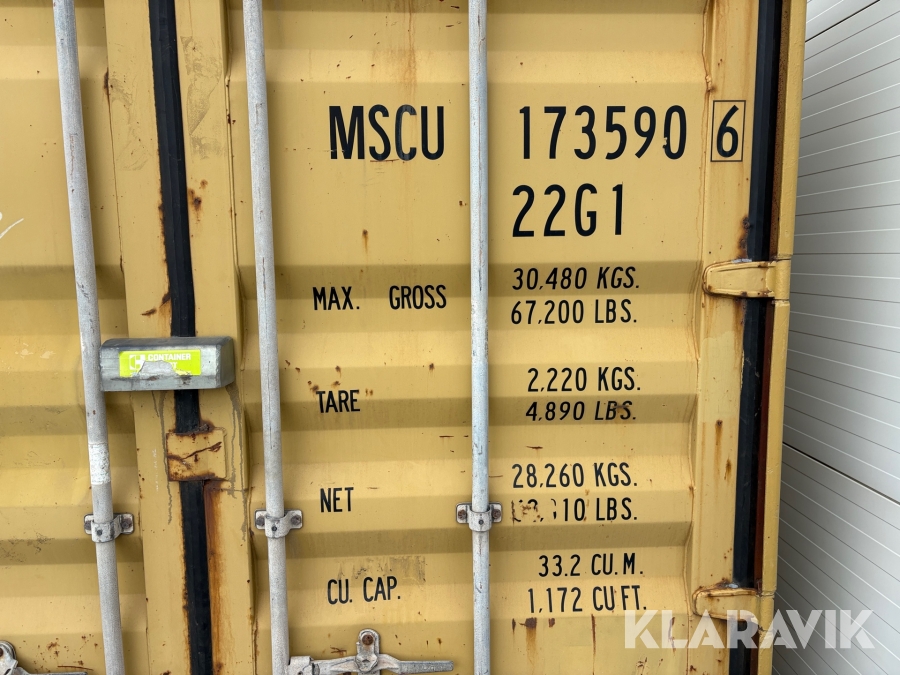 MSCU 173590 6
22G1
MAX. GROSS 30,480 KGS.
67,200 LBS.
TARE 2,220 KGS.
4,890 LBS.
NET 28,260 KGS.
LBS.
CU. CAP. 33.2 CU.M.
1,172 CU FT
CONTAINER
KLARAVIK